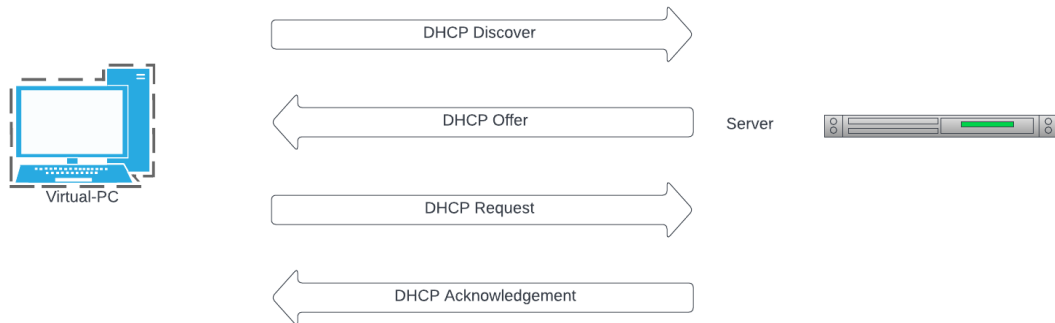 DHCP Discover
DHCP Offer
Server
Virtual-PC
DHCP Request
DHCP Acknowledgement